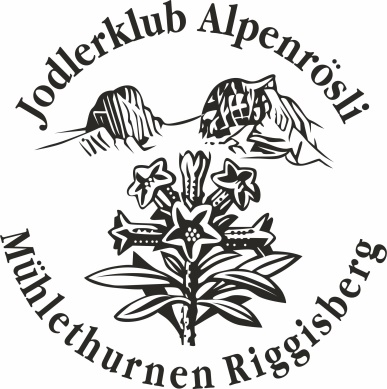 Jodlerklub Alpenrösli
Mühlethurnen Riggisberg